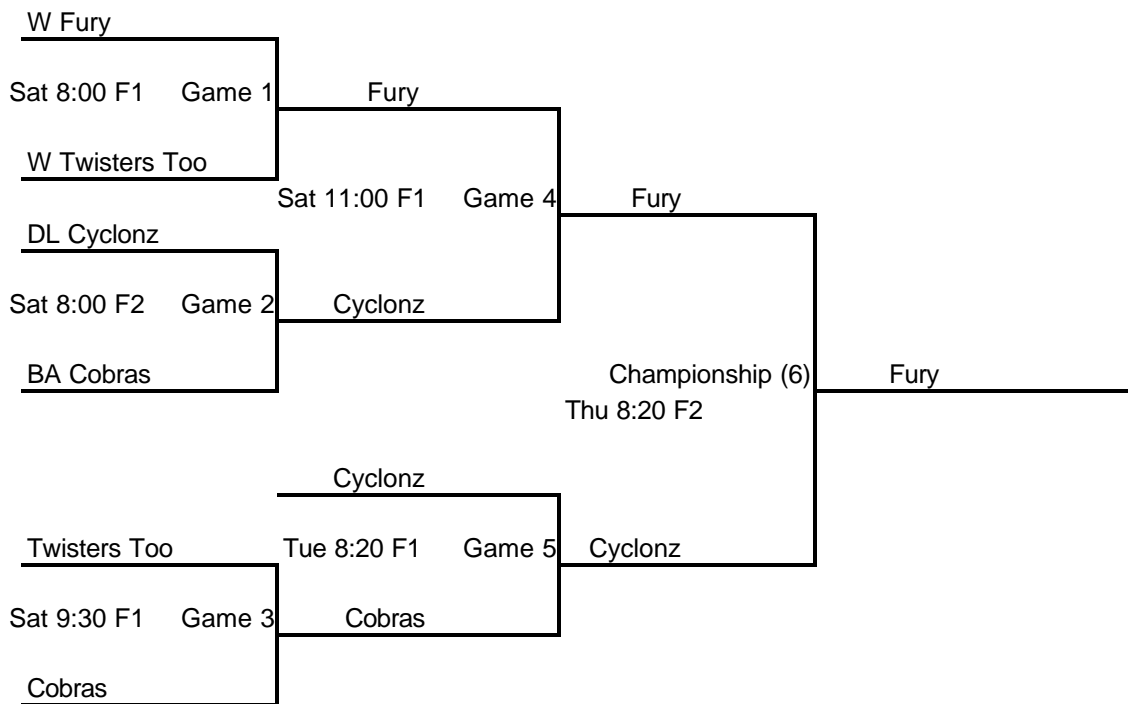 W Fury
Sat 8:00 F1 Game 1 Fury
W Twisters Too
Sat 11:00 F1 Game 4 Fury
DL Cyclonz
Sat 8:00 F2 Game 2 Cyclonz
BA Cobras Championship (6) Fury
Thu 8:20 F2
Cyclonz
Twisters Too Tue 8:20 F1 Game 5 Cyclonz
Sat 9:30 F1 Game 3 Cobras
Cobras